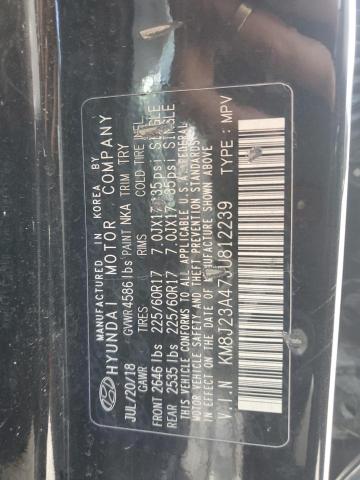 MANUFACTURED IN KOREA BY
HYUNDAI MOTOR COMPANY
JUL/20/18 GVWR 4586 lbs PAINT NKA TRIM TRY
GAWR TIRES RIMS COLD TIRE INFL
FRONT 2646 lbs 225/60R17 7.0JX17 35psi SINGLE
REAR 2535 lbs 225/60R17 7.0JX17 35psi SINGLE
THIS VEHICLE CONFORMS TO ALL APPLICABLE U.S.A. FEDERAL
MOTOR VEHICLE SAFETY, BUMPER, AND THEFT PREVENTION STANDARDS
IN EFFECT ON THE DATE OF MANUFACTURE SHOWN ABOVE
V.I.N KM8J23A47JU812239 TYPE : MPV